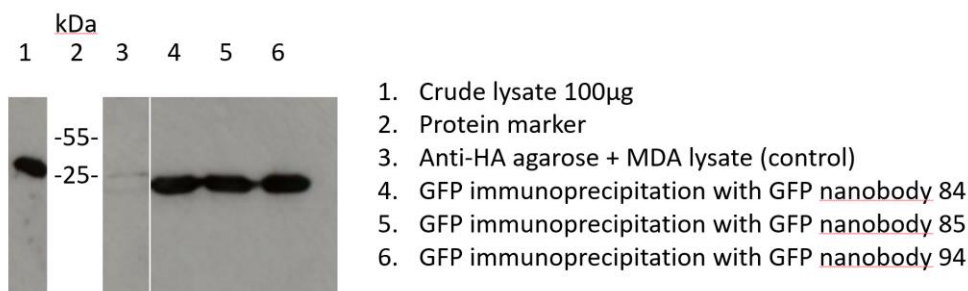 kDa
1 2 3 4 5 6
-55-
-25-
1. Crude lysate 100µg
2. Protein marker
3. Anti-HA agarose + MDA lysate (control)
4. GFP immunoprecipitation with GFP nanobody 84
5. GFP immunoprecipitation with GFP nanobody 85
6. GFP immunoprecipitation with GFP nanobody 94